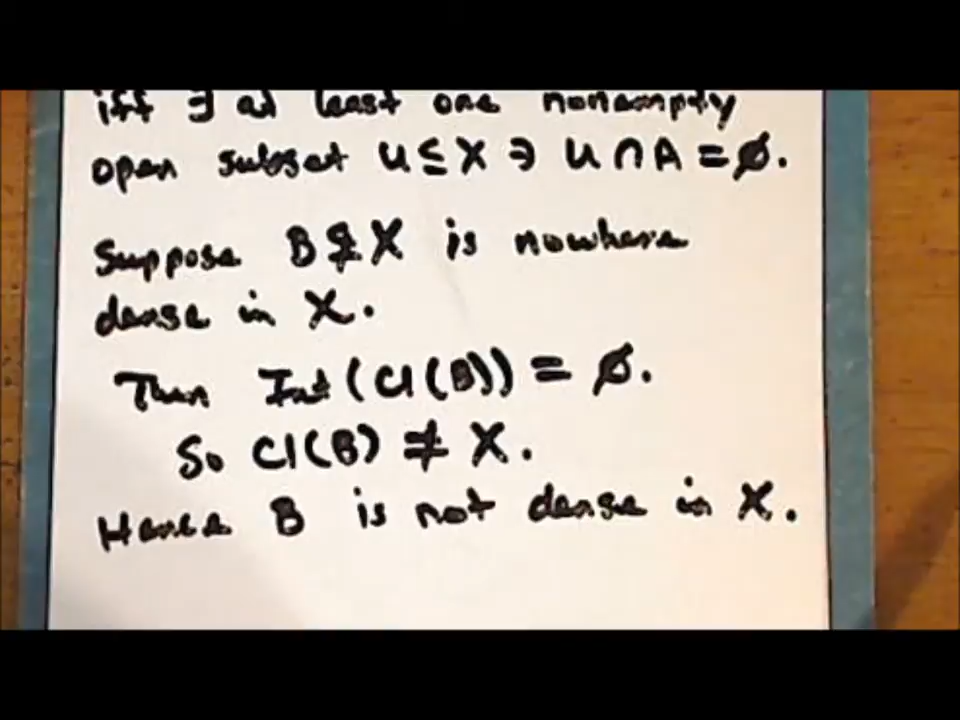 iff ∃ at least one nonempty
open subset U ⊆ X ∋ U ∩ A = ∅.
Suppose B ⊊ X is nowhere
dense in X.
Then Int (Cl (B)) = ∅.
So Cl(B) ≠ X.
Hence B is not dense in X.